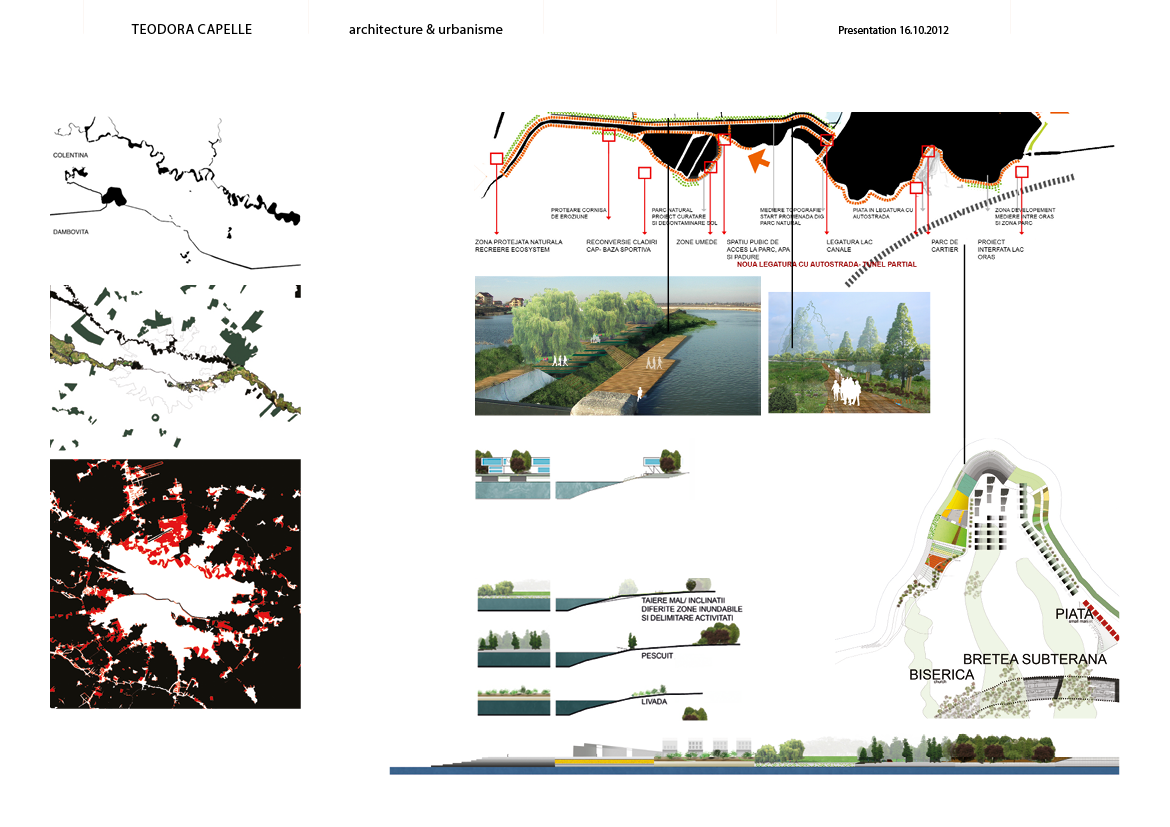 TEODORA CAPELLE
architecture & urbanisme
Presentation 16.10.2012
COLENTINA
DAMBOVITA
PROTEARE CORNISA
DE EROZIUNE
PARC NATURAL
PROIECT CURATARE
SI DECONTAMINARE SOL
MEDIERE TOPOGRAFIE
START PROMENADA DIG
PARC NATURAL
PIATA IN LEGATURA CU
AUTOSTRADA
ZONA DEVELOPEMENT
MEDIERE INTRE ORAS
SI ZONA PARC
ZONA PROTEJATA NATURALA
RECREERE ECOSYSTEM
RECONVERSIE CLADIRI
CAP- BAZA SPORTIVA
ZONE UMEDE
SPATIU PUBIC DE
ACCES LA PARC, APA
SI PADURE
LEGATURA LAC
CANALE
PARC DE
CARTIER
PROIECT
INTERFATA LAC
ORAS
NOUA LEGATURA CU AUTOSTRADA- TUNEL PARTIAL
TAIERE MAL/ INCLINATII
DIFERITE ZONE INUNDABILE
SI DELIMITARE ACTIVITATI
PESCUIT
LIVADA
PIATA
small market
BRETEA SUBTERANA
BISERICA
church